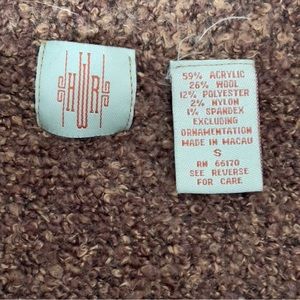 HWR
59% ACRYLIC
26% WOOL
12% POLYESTER
2% NYLON
1% SPANDEX
EXCLUDING
ORNAMENTATION
MADE IN MACAU
S
RN 66170
SEE REVERSE
FOR CARE